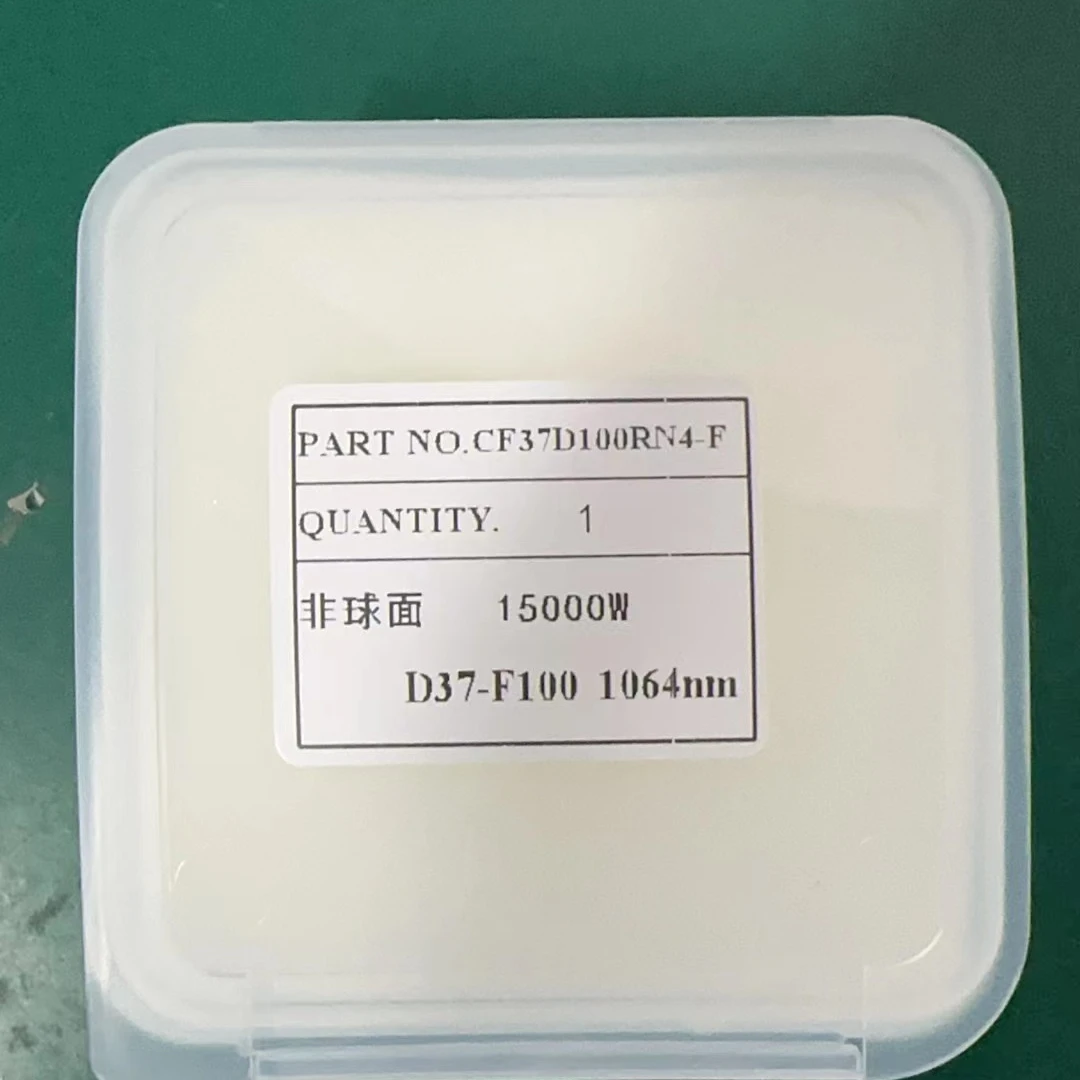 PART NO.CF37D100RN4-F
QUANTITY. 1
非球面 15000W
D37-F100 1064nm